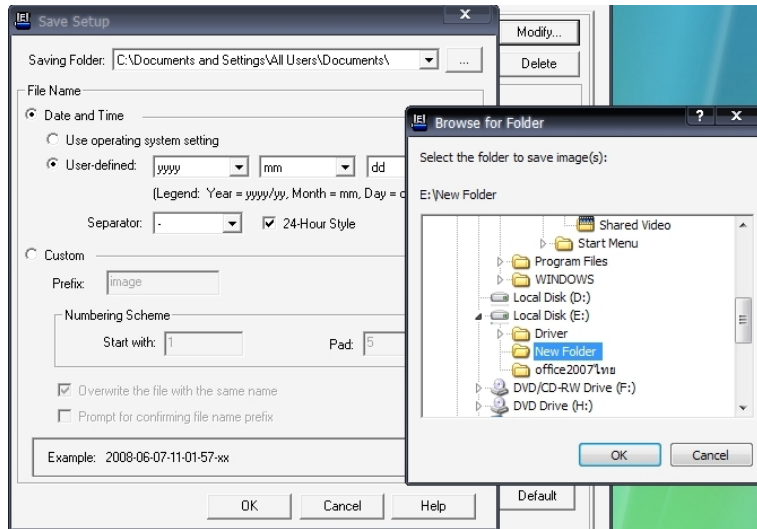 Save Setup
Modify...
Saving Folder: C:\Documents and Settings\All Users\Documents\ ...
Delete
File Name
Date and Time
Use operating system setting
User-defined: yyyy mm dd
(Legend: Year = yyyy/yy, Month = mm, Day =
Separator: - 24-Hour Style
Custom
Prefix: image
Numbering Scheme
Start with: 1 Pad: 5
Overwrite the file with the same name
Prompt for confirming file name prefix
Example: 2008-06-07-11-01-57-xx
OK Cancel Help
Default
Browse for Folder
Select the folder to save image(s):
E:\New Folder
Shared Video
Start Menu
Program Files
WINDOWS
Local Disk (D:)
Local Disk (E:)
Driver
New Folder
office2007ไทย
DVD/CD-RW Drive (F:)
DVD Drive (H:)
OK Cancel